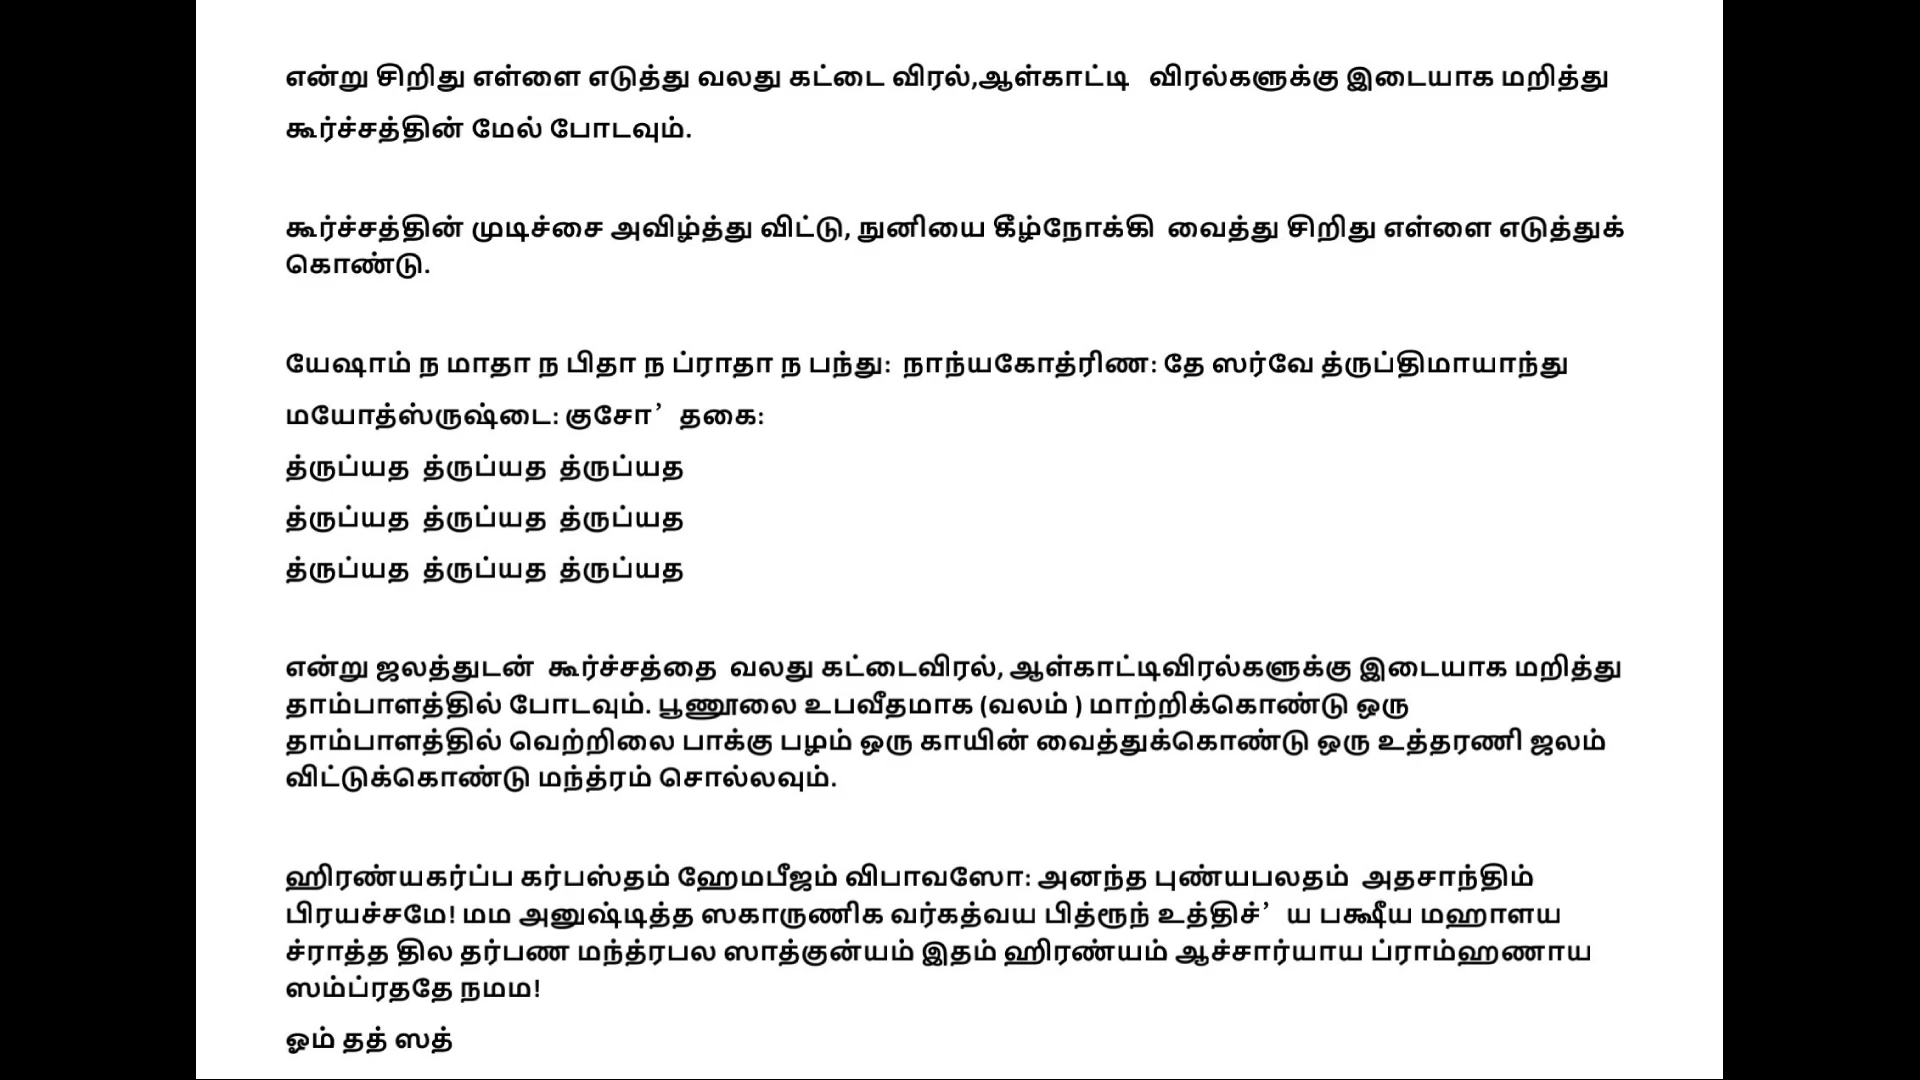 என்று சிறிது எள்ளை எடுத்து வலது கட்டை விரல்,ஆள்காட்டி விரல்களுக்கு இடையாக மறித்து
கூர்ச்சத்தின் மேல் போடவும்.
கூர்ச்சத்தின் முடிச்சை அவிழ்த்து விட்டு, நுனியை கீழ்நோக்கி வைத்து சிறிது எள்ளை எடுத்துக்
கொண்டு.
யேஷாம் ந மாதா ந பிதா ந ப்ராதா ந பந்து: நாந்யகோத்ரிண: தே ஸர்வே த்ருப்திமாயாந்து
மயோத்ஸ்ருஷ்டை: குசோ’ தகை:
த்ருப்யத த்ருப்யத த்ருப்யத
த்ருப்யத த்ருப்யத த்ருப்யத
த்ருப்யத த்ருப்யத த்ருப்யத
என்று ஜலத்துடன் கூர்ச்சத்தை வலது கட்டைவிரல், ஆள்காட்டிவிரல்களுக்கு இடையாக மறித்து
தாம்பாளத்தில் போடவும். பூணூலை உபவீதமாக (வலம் ) மாற்றிக்கொண்டு ஒரு
தாம்பாளத்தில் வெற்றிலை பாக்கு பழம் ஒரு காயின் வைத்துக்கொண்டு ஒரு உத்தரணி ஜலம்
விட்டுக்கொண்டு மந்த்ரம் சொல்லவும்.
ஹிரண்யகர்ப்ப கர்பஸ்தம் ஹேமபீஜம் விபாவஸோ: அனந்த புண்யபலதம் அதசாந்திம்
பிரயச்சமே! மம அனுஷ்டித்த ஸகாருணிக வர்கத்வய பித்ரூந் உத்திச்’ ய பக்ஷீய மஹாளய
ச்ராத்த தில தர்பண மந்த்ரபல ஸாத்குன்யம் இதம் ஹிரண்யம் ஆச்சார்யாய ப்ராம்ஹணாய
ஸம்ப்ரததே நமம!
ஓம் தத் ஸத்